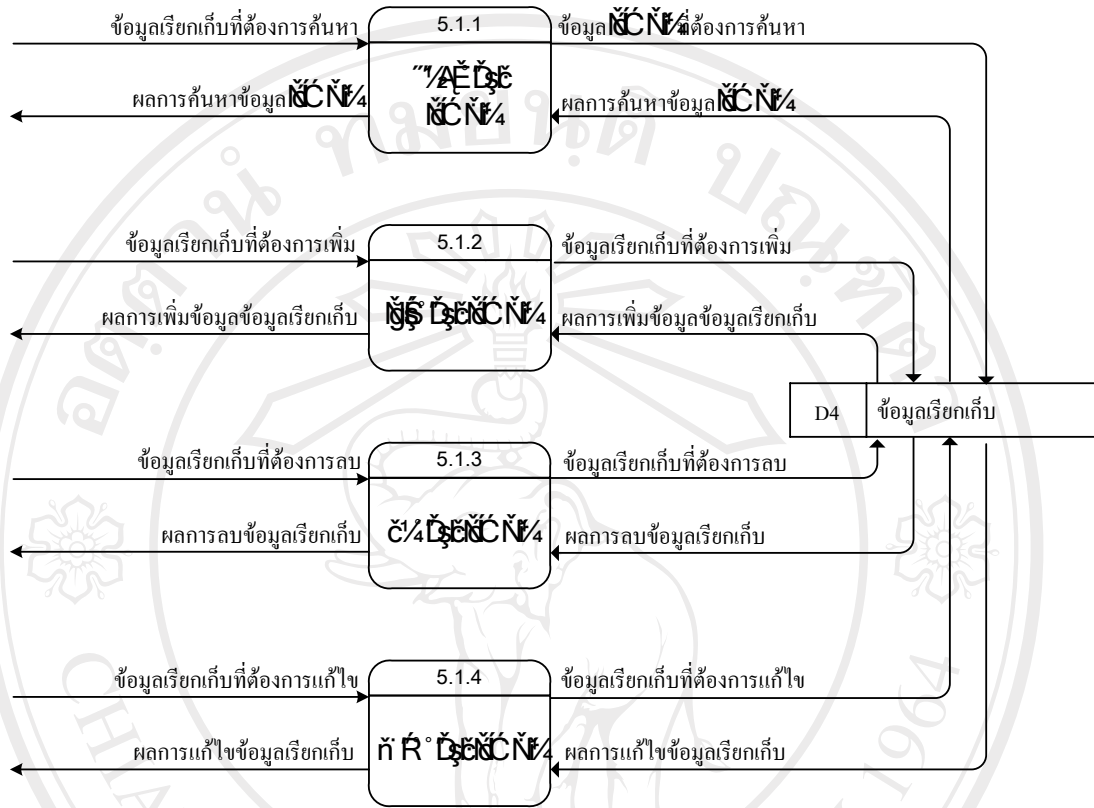 ข้อมูลเรียกเก็บที่ต้องการค้นหา
5.1.1
ข้อมูล ที่ต้องการค้นหา
ผลการค้นหาข้อมูล
ผลการค้นหาข้อมูล
ข้อมูลเรียกเก็บที่ต้องการเพิ่ม
5.1.2
ข้อมูลเรียกเก็บที่ต้องการเพิ่ม
ผลการเพิ่มข้อมูลข้อมูลเรียกเก็บ
ผลการเพิ่มข้อมูลข้อมูลเรียกเก็บ
D4
ข้อมูลเรียกเก็บ
ข้อมูลเรียกเก็บที่ต้องการลบ
5.1.3
ข้อมูลเรียกเก็บที่ต้องการลบ
ผลการลบข้อมูลเรียกเก็บ
ผลการลบข้อมูลเรียกเก็บ
ข้อมูลเรียกเก็บที่ต้องการแก้ไข
5.1.4
ข้อมูลเรียกเก็บที่ต้องการแก้ไข
ผลการแก้ไขข้อมูลเรียกเก็บ
ผลการแก้ไขข้อมูลเรียกเก็บ
1964